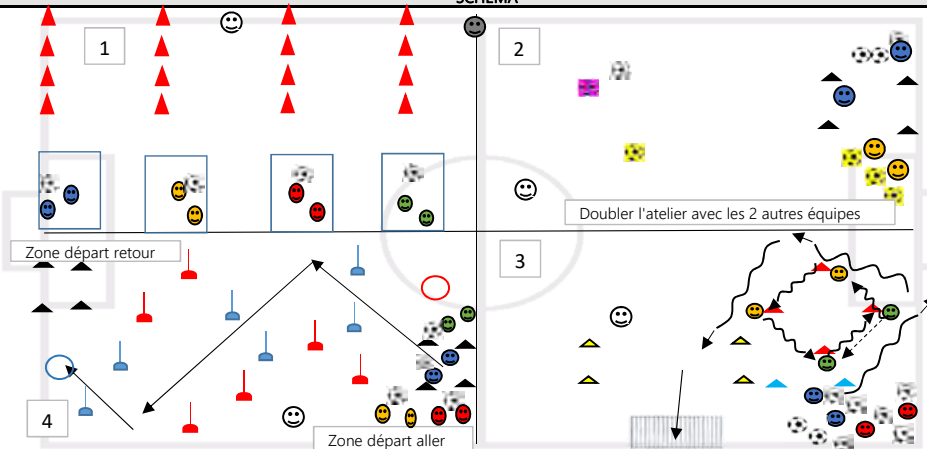 SCHEMA
1
2
Doubler l'atelier avec les 2 autres équipes
Zone départ retour
3
4
Zone départ aller